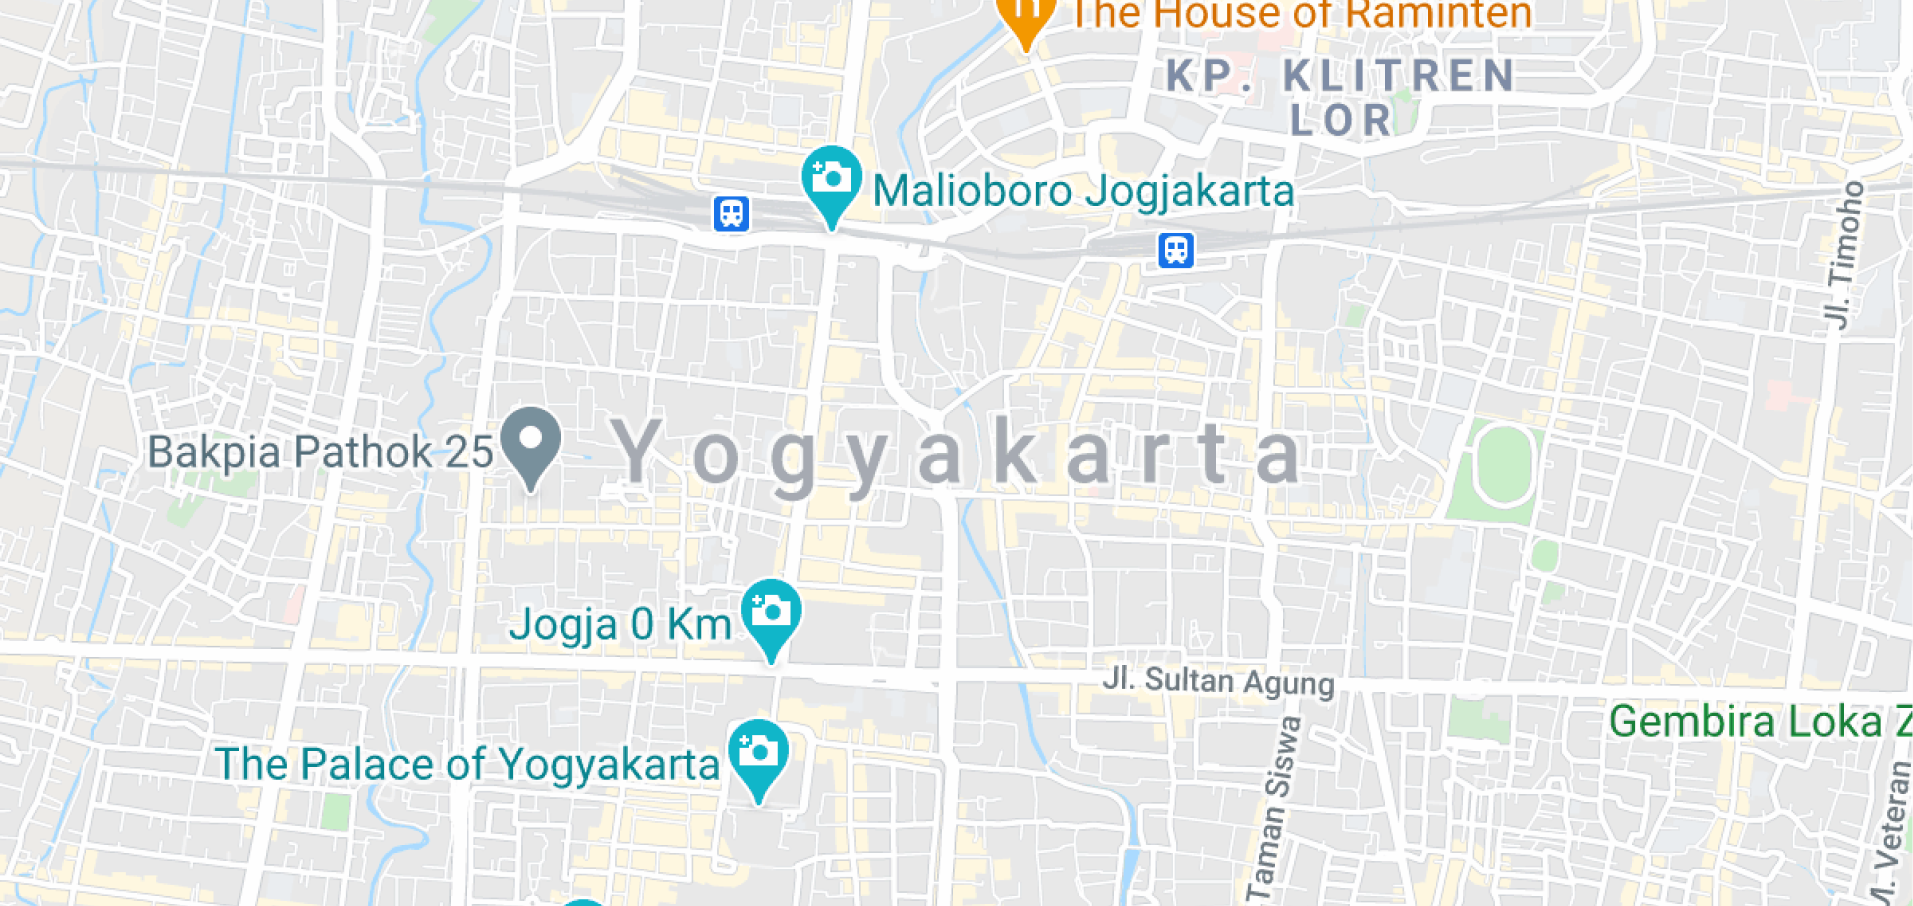 The House of Raminten
KP. KLITREN
LOR
Malioboro Jogjakarta
Jl. Timoho
Bakpia Pathok 25
Yogyakarta
Jogja 0 Km
Jl. Sultan Agung
Gembira Loka Z
The Palace of Yogyakarta
Taman Siswa
M. Veteran